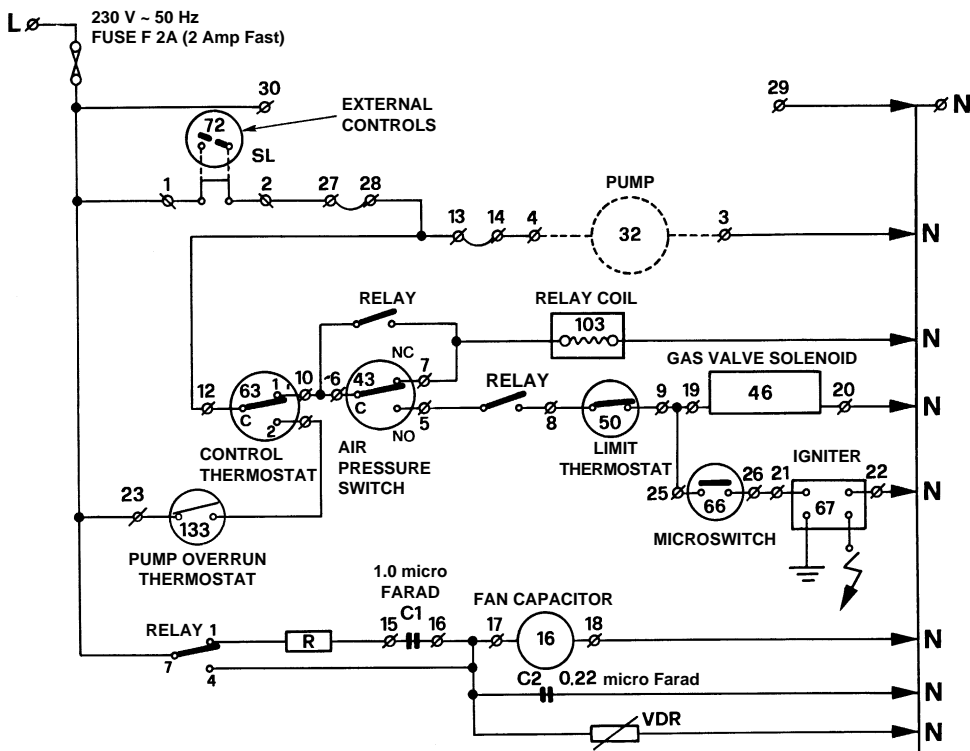 L
230 V ~ 50 Hz
FUSE F 2A (2 Amp Fast)
30
29
N
EXTERNAL
CONTROLS
72
SL
1
2
27
28
PUMP
13
14
4
32
3
N
RELAY
RELAY COIL
103
N
NC
7
GAS VALVE SOLENOID
12
63
1
10
6
43
C
C
2
RELAY
9
19
46
20
N
5
NO
8
50
CONTROL
THERMOSTAT
AIR
PRESSURE
SWITCH
LIMIT
THERMOSTAT
IGNITER
23
25
26
21
22
66
67
N
133
MICROSWITCH
PUMP OVERRUN
THERMOSTAT
1.0 micro
FARAD
C1
FAN CAPACITOR
RELAY 1
R
15
16
17
16
18
N
7
4
C2
0.22 micro Farad
N
VDR
N